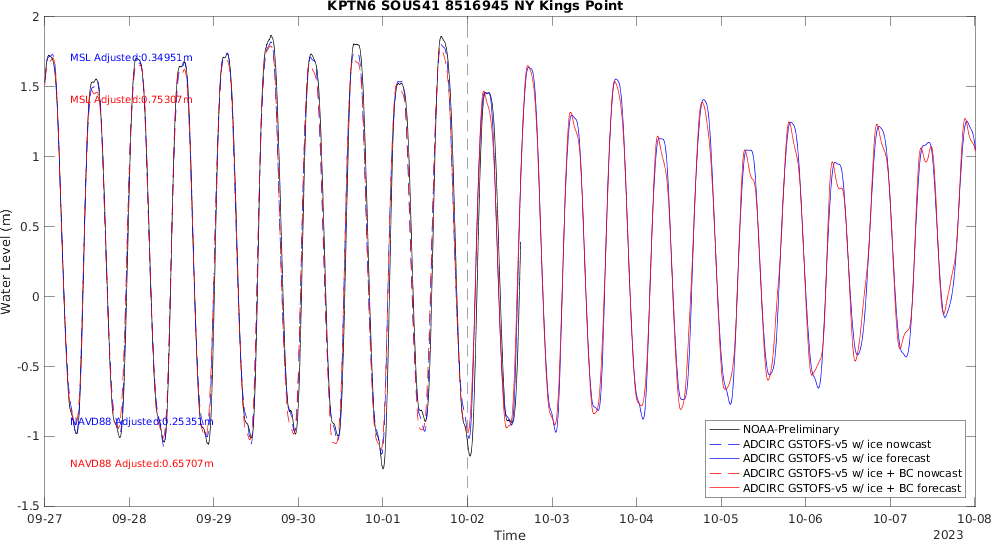 KPTN6 SOUS41 8516945 NY Kings Point
2
1.5
1
0.5
0
-0.5
-1
-1.5
Water Level (m)
MSL Adjusted:0.34951m
MSL Adjusted:0.75307m
NAVD88 Adjusted:0.25351m
NAVD88 Adjusted:0.65707m
NOAA-Preliminary
ADCIRC GSTOFS-v5 w/ ice nowcast
ADCIRC GSTOFS-v5 w/ ice forecast
ADCIRC GSTOFS-v5 w/ ice + BC nowcast
ADCIRC GSTOFS-v5 w/ ice + BC forecast
09-27 09-28 09-29 09-30 10-01 10-02 10-03 10-04 10-05 10-06 10-07 10-08
Time
2023